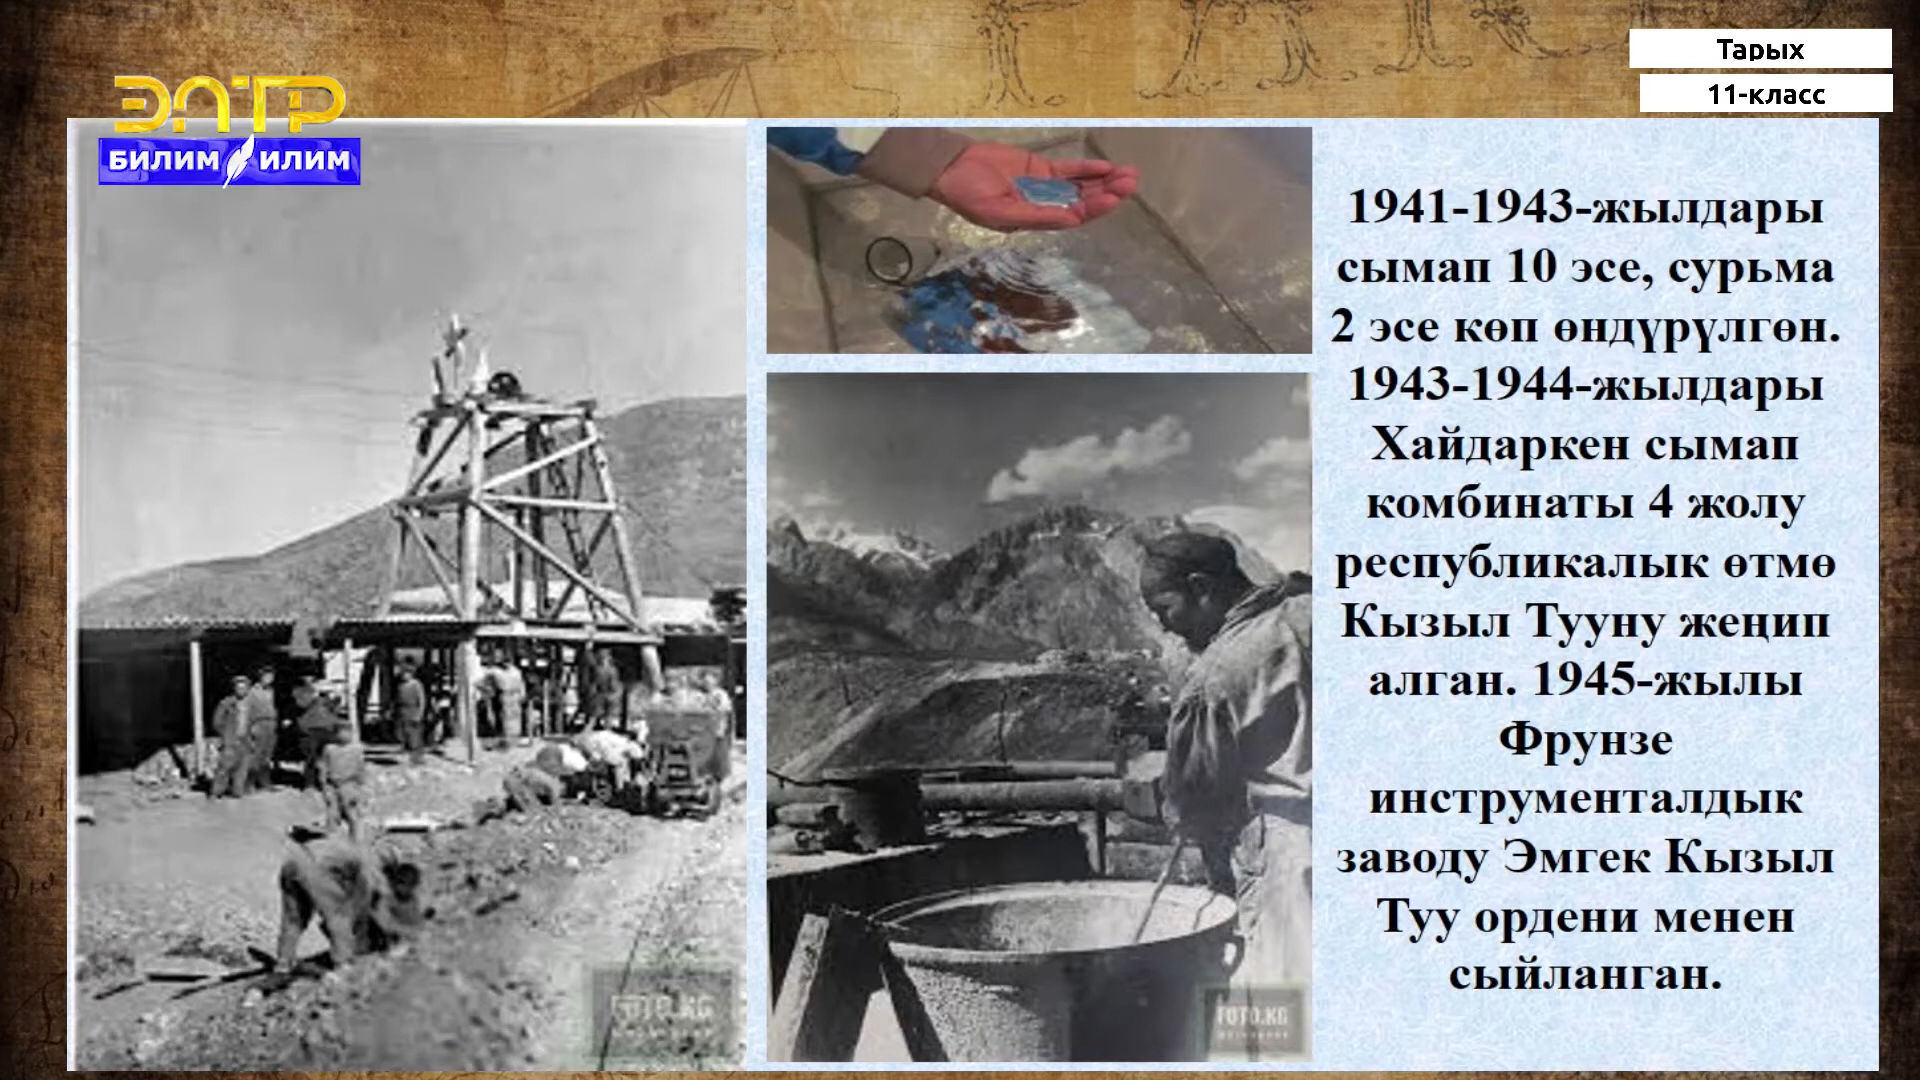 Тарых
11-класс
ЭЛТР
БИЛИМ ИЛИМ
1941-1943-жылдары
сымап 10 эсе, сурьма
2 эсе көп өндүрүлгөн.
1943-1944-жылдары
Хайдаркен сымап
комбинаты 4 жолу
республикалык өтмө
Кызыл Тууну жеңип
алган. 1945-жылы
Фрунзе
инструменталдык
заводу Эмгек Кызыл
Туу ордени менен
сыйланган.
FOTO.KG
FOTO.KG